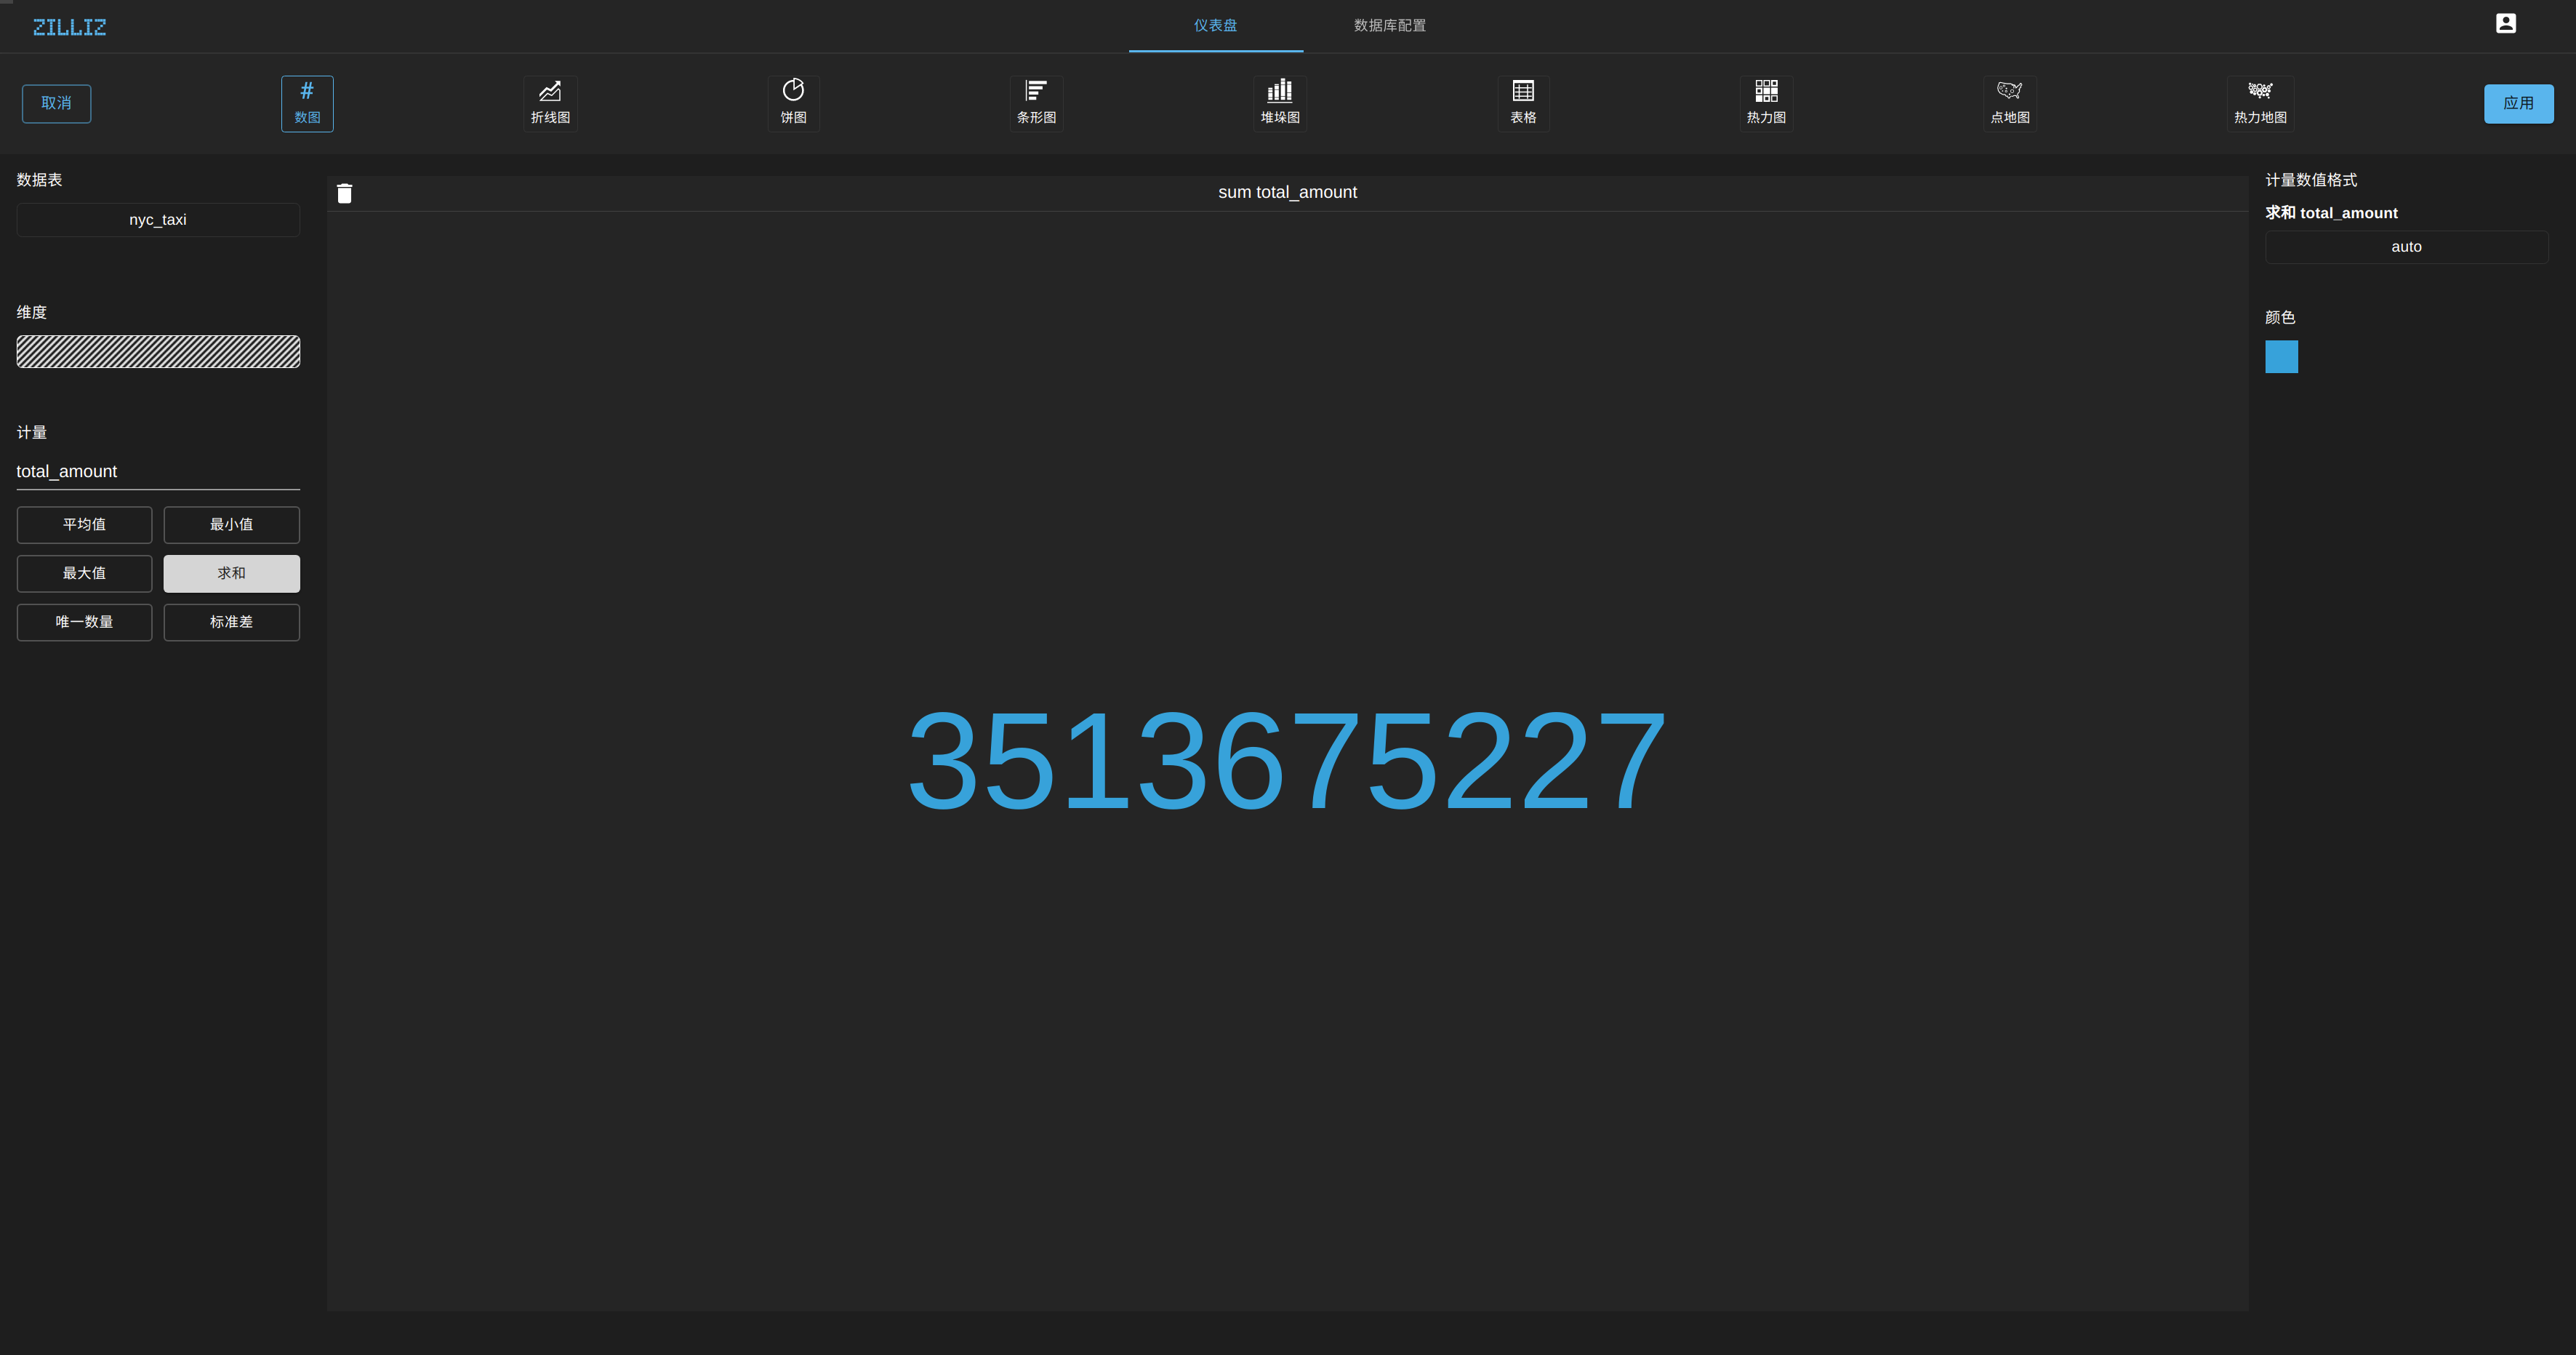 ZILLIZ
仪表盘
数据库配置
取消
数图
折线图
饼图
条形图
堆垛图
表格
热力图
点地图
热力地图
应用
数据表
nyc_taxi
维度
计量
total_amount
平均值
最小值
最大值
求和
唯一数量
标准差
sum total_amount
3513675227
计量数值格式
求和 total_amount
auto
颜色